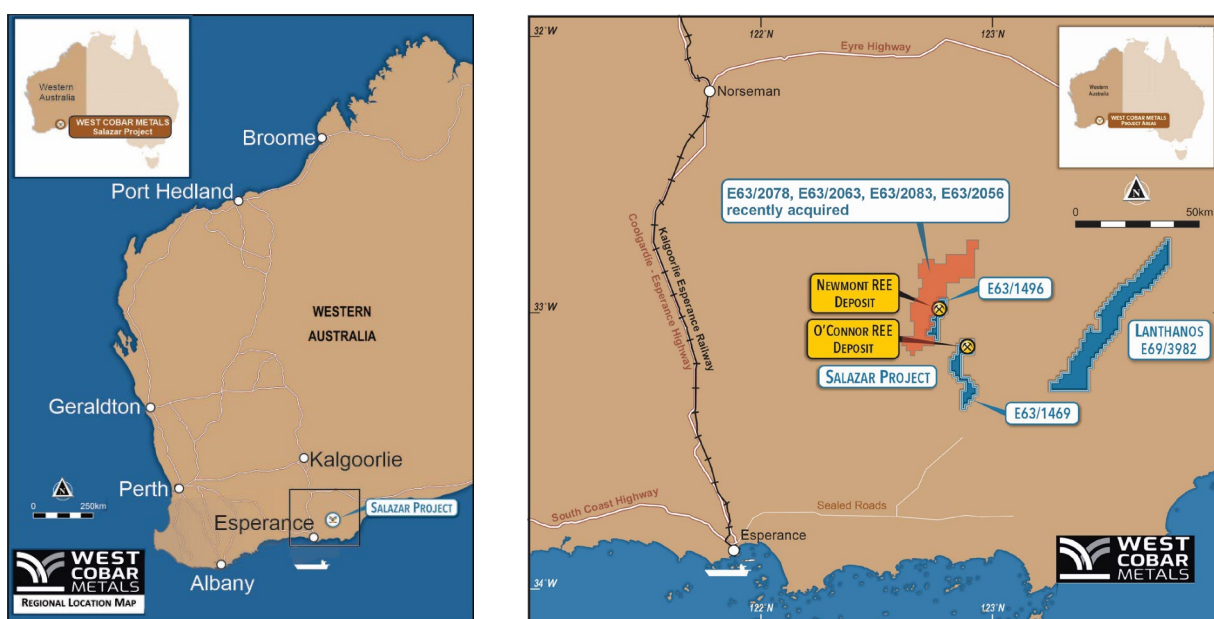 Western
Australia
WEST COBAR METALS
Salazar Project
Broome
Port Hedland
WESTERN
AUSTRALIA
Geraldton
Kalgoorlie
Perth
N
0 250km
Esperance
SALAZAR PROJECT
Albany
WEST
COBAR
METALS
REGIONAL LOCATION MAP
32°W
122°N
123°N
Eyre Highway
Norseman
Western
Australia
WEST COBAR METALS
PROJECT AREAS
N
0 50km
E63/2078, E63/2063, E63/2083, E63/2056
recently acquired
Coolgardie - Esperance Highway
Kalgoorlie Esperance Railway
NEWMONT REE
DEPOSIT
E63/1496
33°W
O'CONNOR REE
DEPOSIT
LANTHANOS
E69/3982
SALAZAR PROJECT
E63/1469
South Coast Highway
Sealed Roads
Esperance
WEST
COBAR
METALS
34°W
122°N
123°N